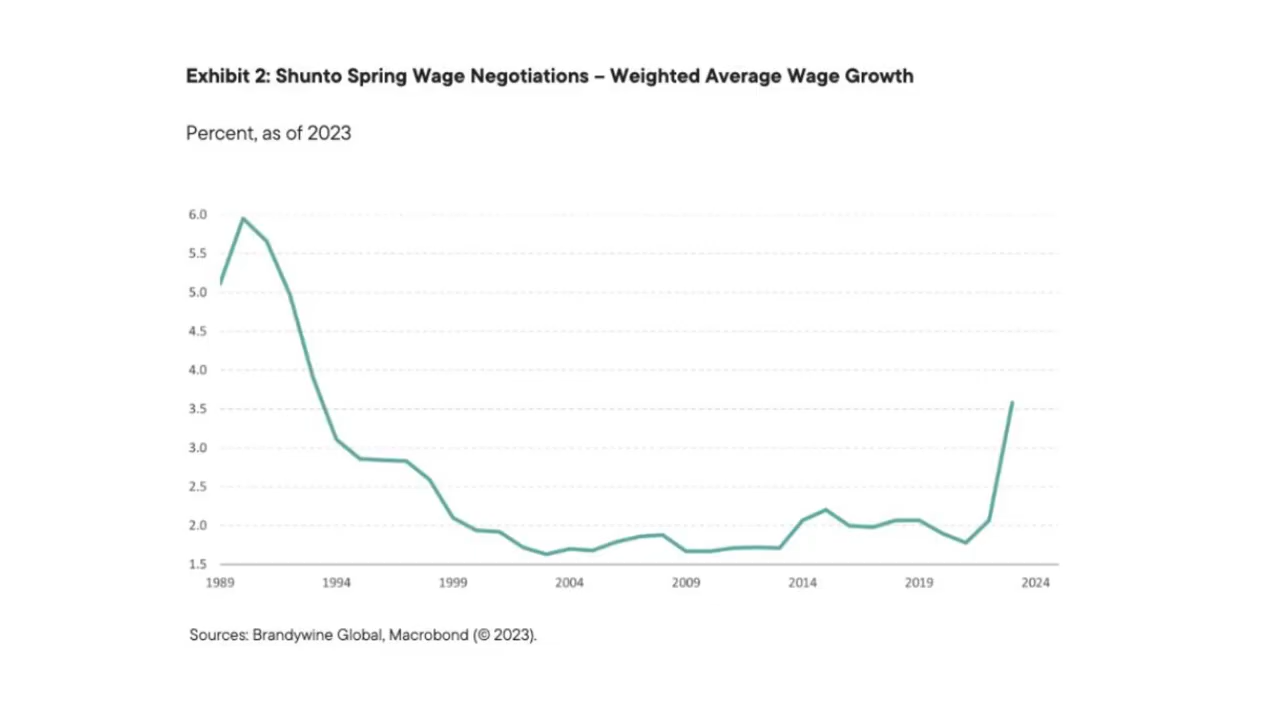 Exhibit 2: Shunto Spring Wage Negotiations – Weighted Average Wage Growth
Percent, as of 2023
6.0
5.5
5.0
4.5
4.0
3.5
3.0
2.5
2.0
1.5
1989 1994 1999 2004 2009 2014 2019 2024
Sources: Brandywine Global, Macrobond (© 2023).